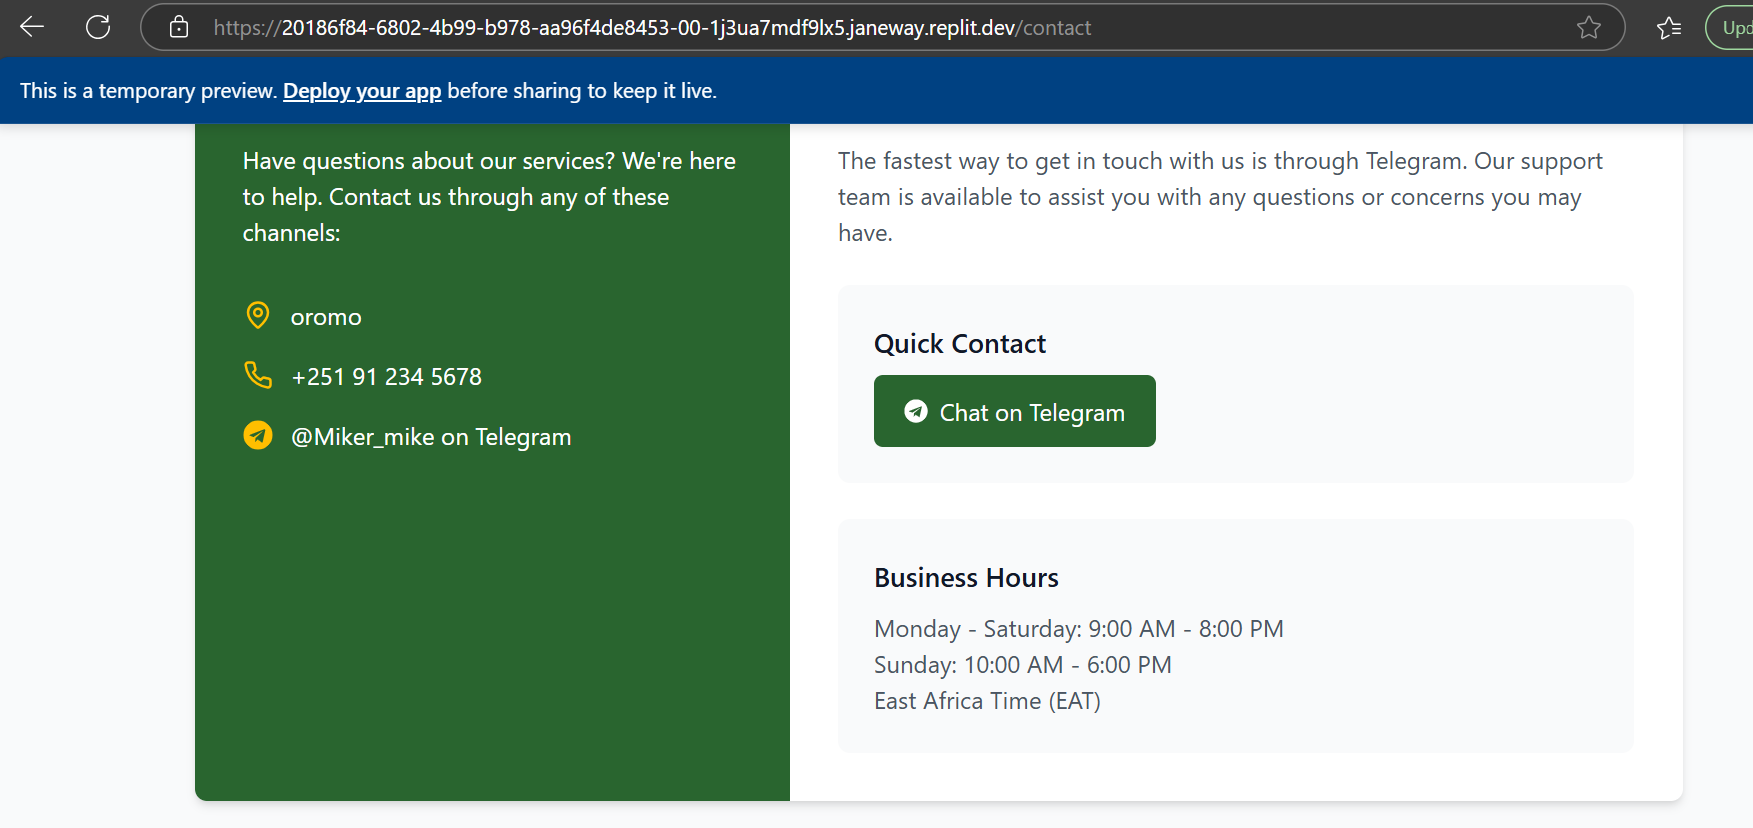 https://20186f84-6802-4b99-b978-aa96f4de8453-00-1j3ua7mdf9lx5.janeway.replit.dev/contact
Upd
This is a temporary preview. Deploy your app before sharing to keep it live.
Have questions about our services? We're here
to help. Contact us through any of these
channels:
oromo
+251 91 234 5678
@Miker_mike on Telegram
The fastest way to get in touch with us is through Telegram. Our support
team is available to assist you with any questions or concerns you may
have.
Quick Contact
Chat on Telegram
Business Hours
Monday - Saturday: 9:00 AM - 8:00 PM
Sunday: 10:00 AM - 6:00 PM
East Africa Time (EAT)